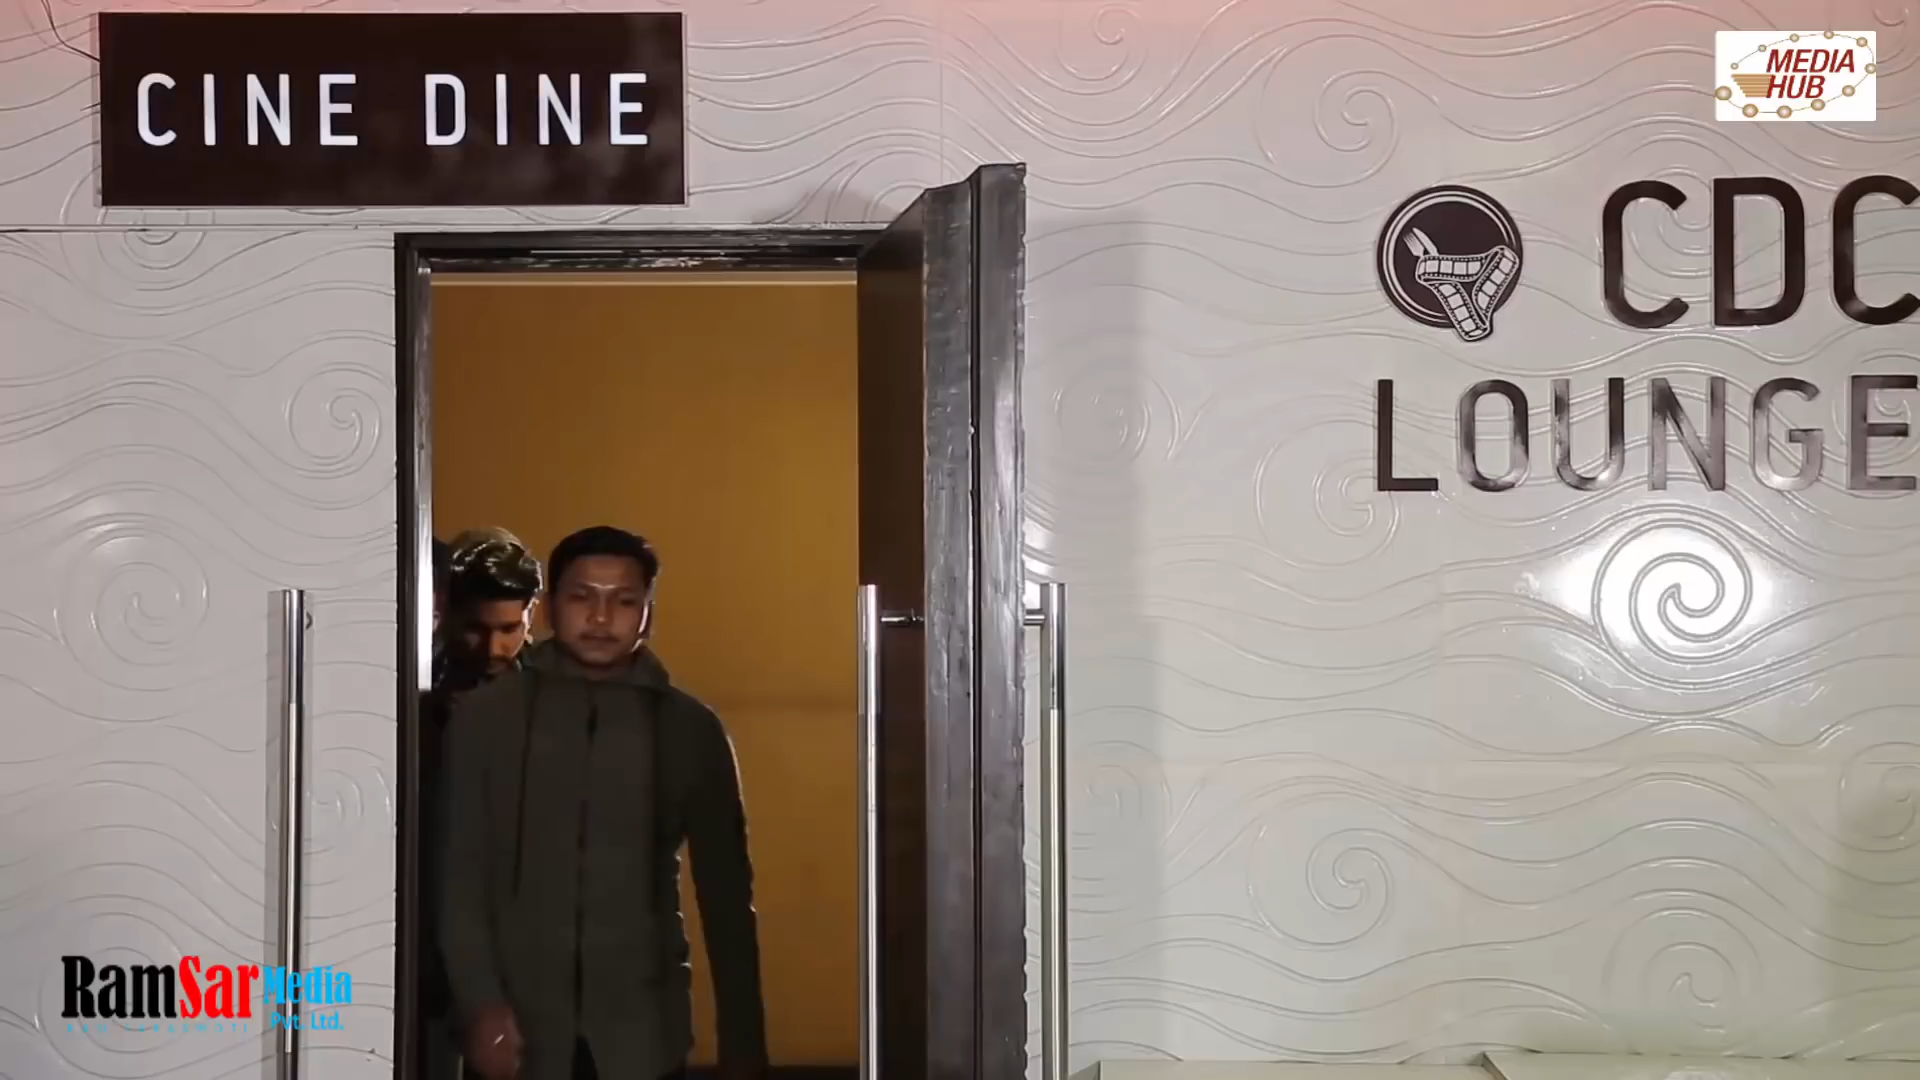 CINE DINE
MEDIA
HUB
CDC
LOUNGE
RamSar Media
Pvt. Ltd.